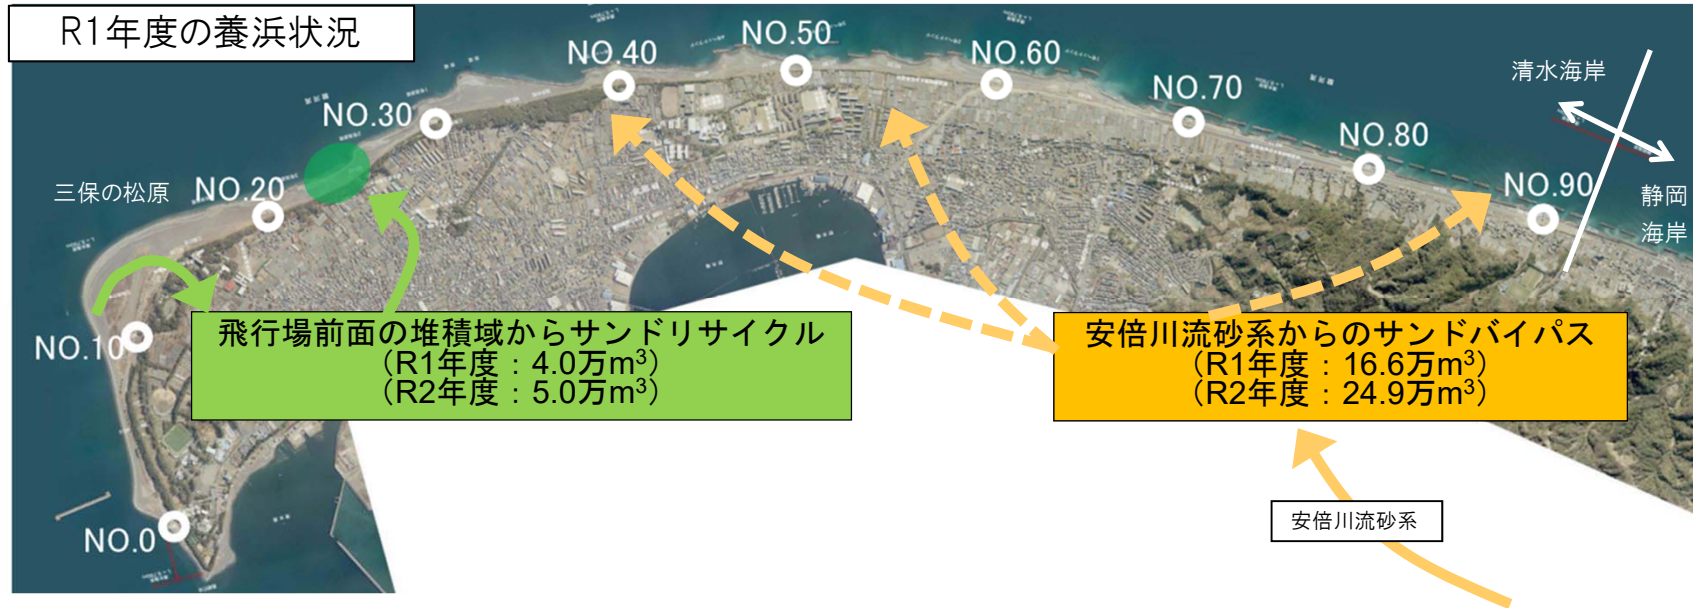 R1年度の養浜状況
NO.50
NO.40
NO.60
清水海岸
NO.70
NO.30
NO.80
三保の松原
NO.20
NO.90
静岡
海岸
飛行場前面の堆積域からサンドリサイクル
（R1年度：4.0万m³）
（R2年度：5.0万m³）
安倍川流砂系からのサンドバイパス
（R1年度：16.6万m³）
（R2年度：24.9万m³）
NO.10
安倍川流砂系
NO.0